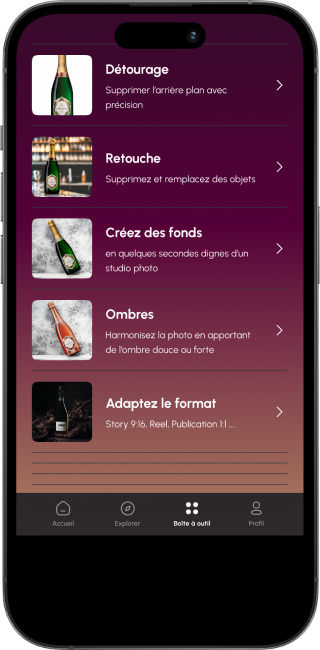 Détourage
Supprimer l'arrière plan avec
précision
Retouche
Supprimez et remplacez des objets
Créez des fonds
en quelques secondes dignes d'un
studio photo
Ombres
Harmonisez la photo en apportant
de l'ombre douce ou forte
Adaptez le format
Story 9:16, Reel, Publication 1:1 ,...
Accueil
Explorer
Boîte à outil
Profil